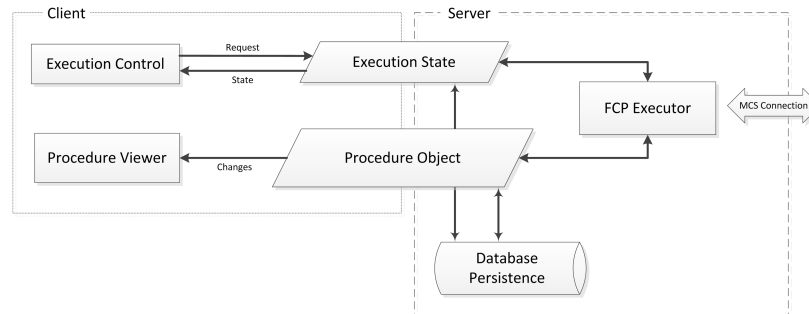 Client
Server
Execution Control
Request
State
Execution State
FCP Executor
MCS Connection
Procedure Viewer
Changes
Procedure Object
Database
Persistence